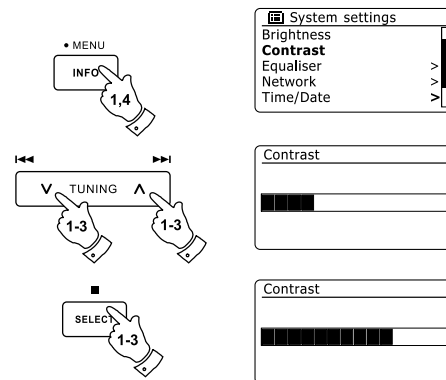 • MENU
INFO
1,4
System settings
Brightness
Contrast
Equaliser >
Network >
Time/Date >
TUNING
1-3
1-3
Contrast
SELECT
1-3
Contrast